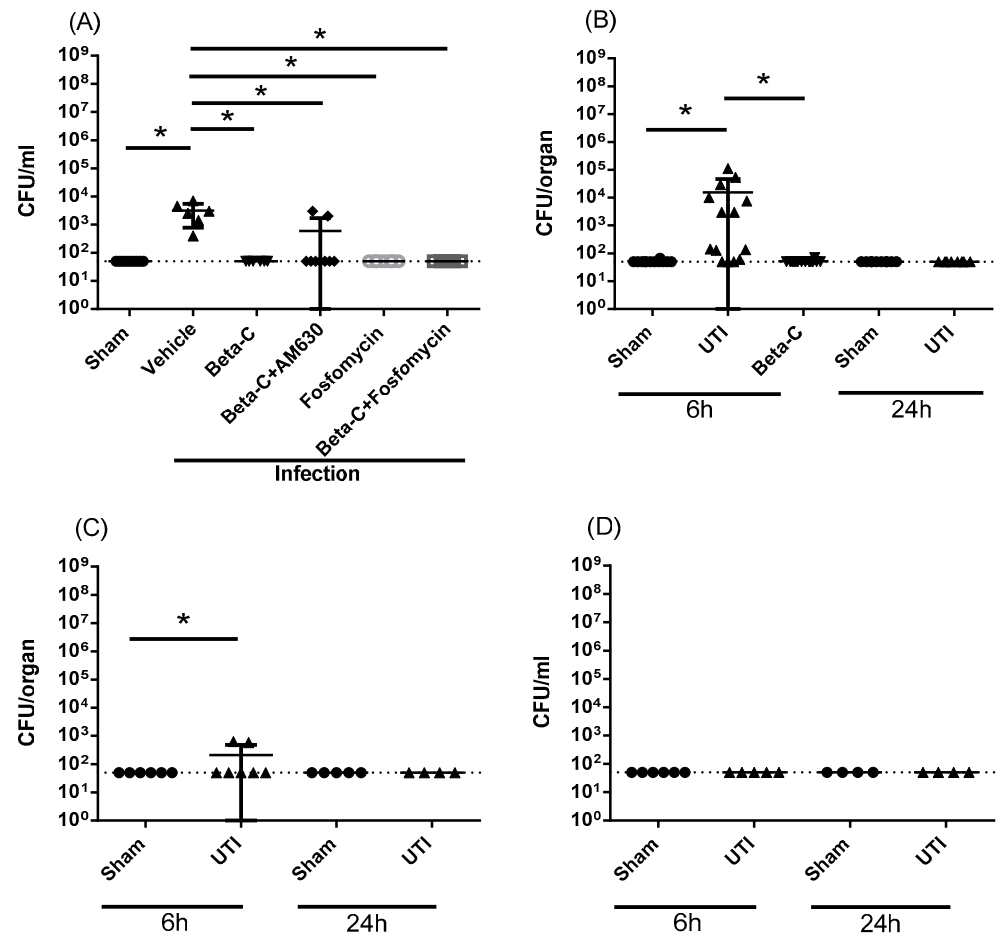 (A)
CFU/ml
10⁹
10⁸
10⁷
10⁶
10⁵
10⁴
10³
10²
10¹
10⁰
*
*
*
*
*
Sham
Vehicle
Beta-C
Beta-C+AM630
Fosfomycin
Beta-C+Fosfomycin
Infection
(B)
CFU/organ
10⁹
10⁸
10⁷
10⁶
10⁵
10⁴
10³
10²
10¹
10⁰
*
*
Sham
UTI
Beta-C
Sham
UTI
6h
24h
(C)
CFU/organ
10⁹
10⁸
10⁷
10⁶
10⁵
10⁴
10³
10²
10¹
10⁰
*
Sham
UTI
Sham
UTI
6h
24h
(D)
CFU/ml
10⁹
10⁸
10⁷
10⁶
10⁵
10⁴
10³
10²
10¹
10⁰
Sham
UTI
Sham
UTI
6h
24h